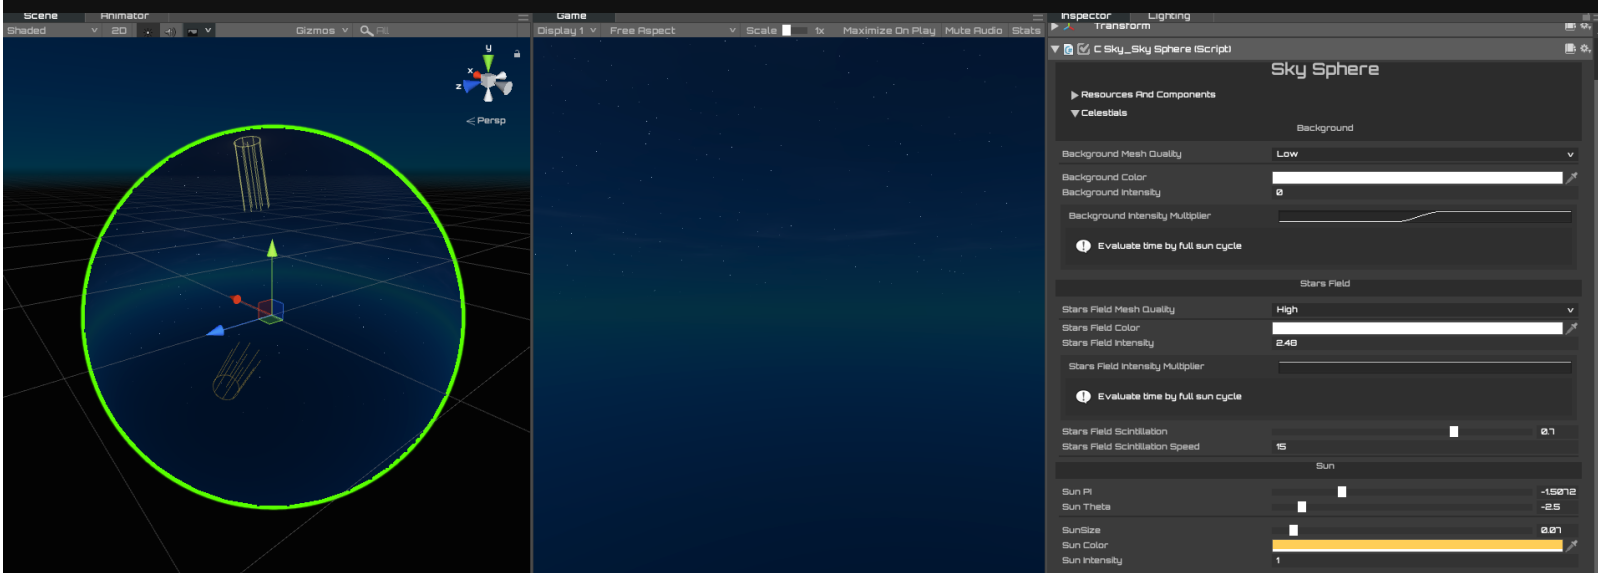 Scene Animator
Shaded 2D Gizmos All
y
x
z
Persp
Game
Display 1 Free Aspect Scale 1x Maximize On Play Mute Audio Stats
Inspector Lighting
Transform
C Sky_Sky Sphere (Script)
Sky Sphere
Resources And Components
Celestials
Background
Background Mesh Quality Low
Background Color
Background Intensity 0
Background Intensity Multiplier
Evaluate time by full sun cycle
Stars Field
Stars Field Mesh Quality High
Stars Field Color
Stars Field Intensity 2.48
Stars Field Intensity Multiplier
Evaluate time by full sun cycle
Stars Field Scintillation 0.7
Stars Field Scintillation Speed 15
Sun
Sun PI -1.5072
Sun Theta -2.5
SunSize 0.07
Sun Color
Sun Intensity 1